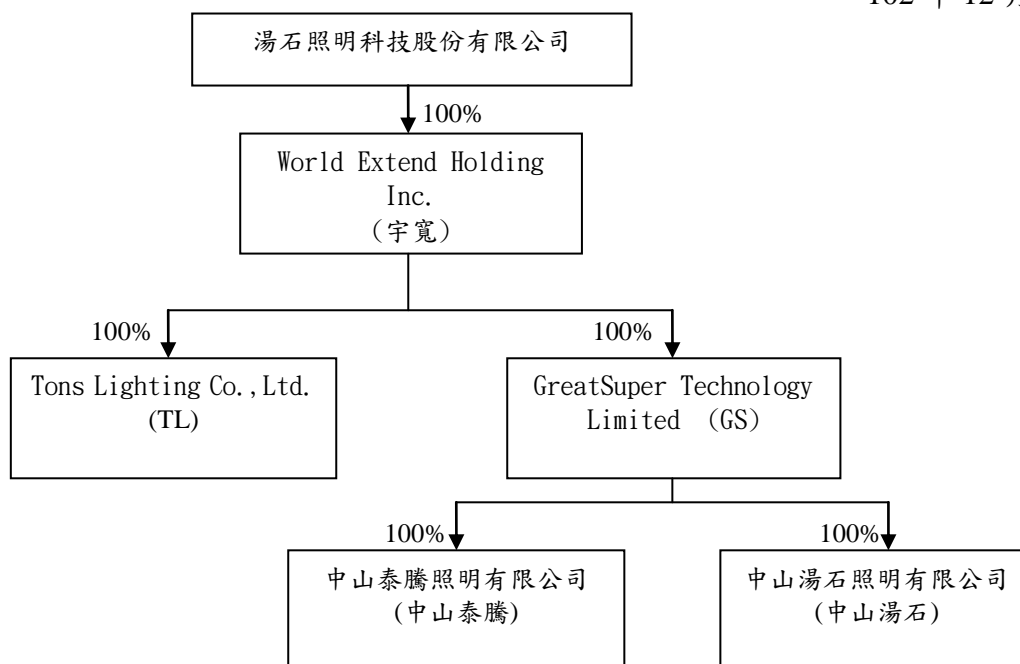 湯石照明科技股份有限公司
100%
World Extend Holding
Inc.
(宇寬)
100%
100%
Tons Lighting Co.,Ltd.
(TL)
GreatSuper Technology
Limited (GS)
100%
100%
中山泰騰照明有限公司
(中山泰騰)
中山湯石照明有限公司
(中山湯石)